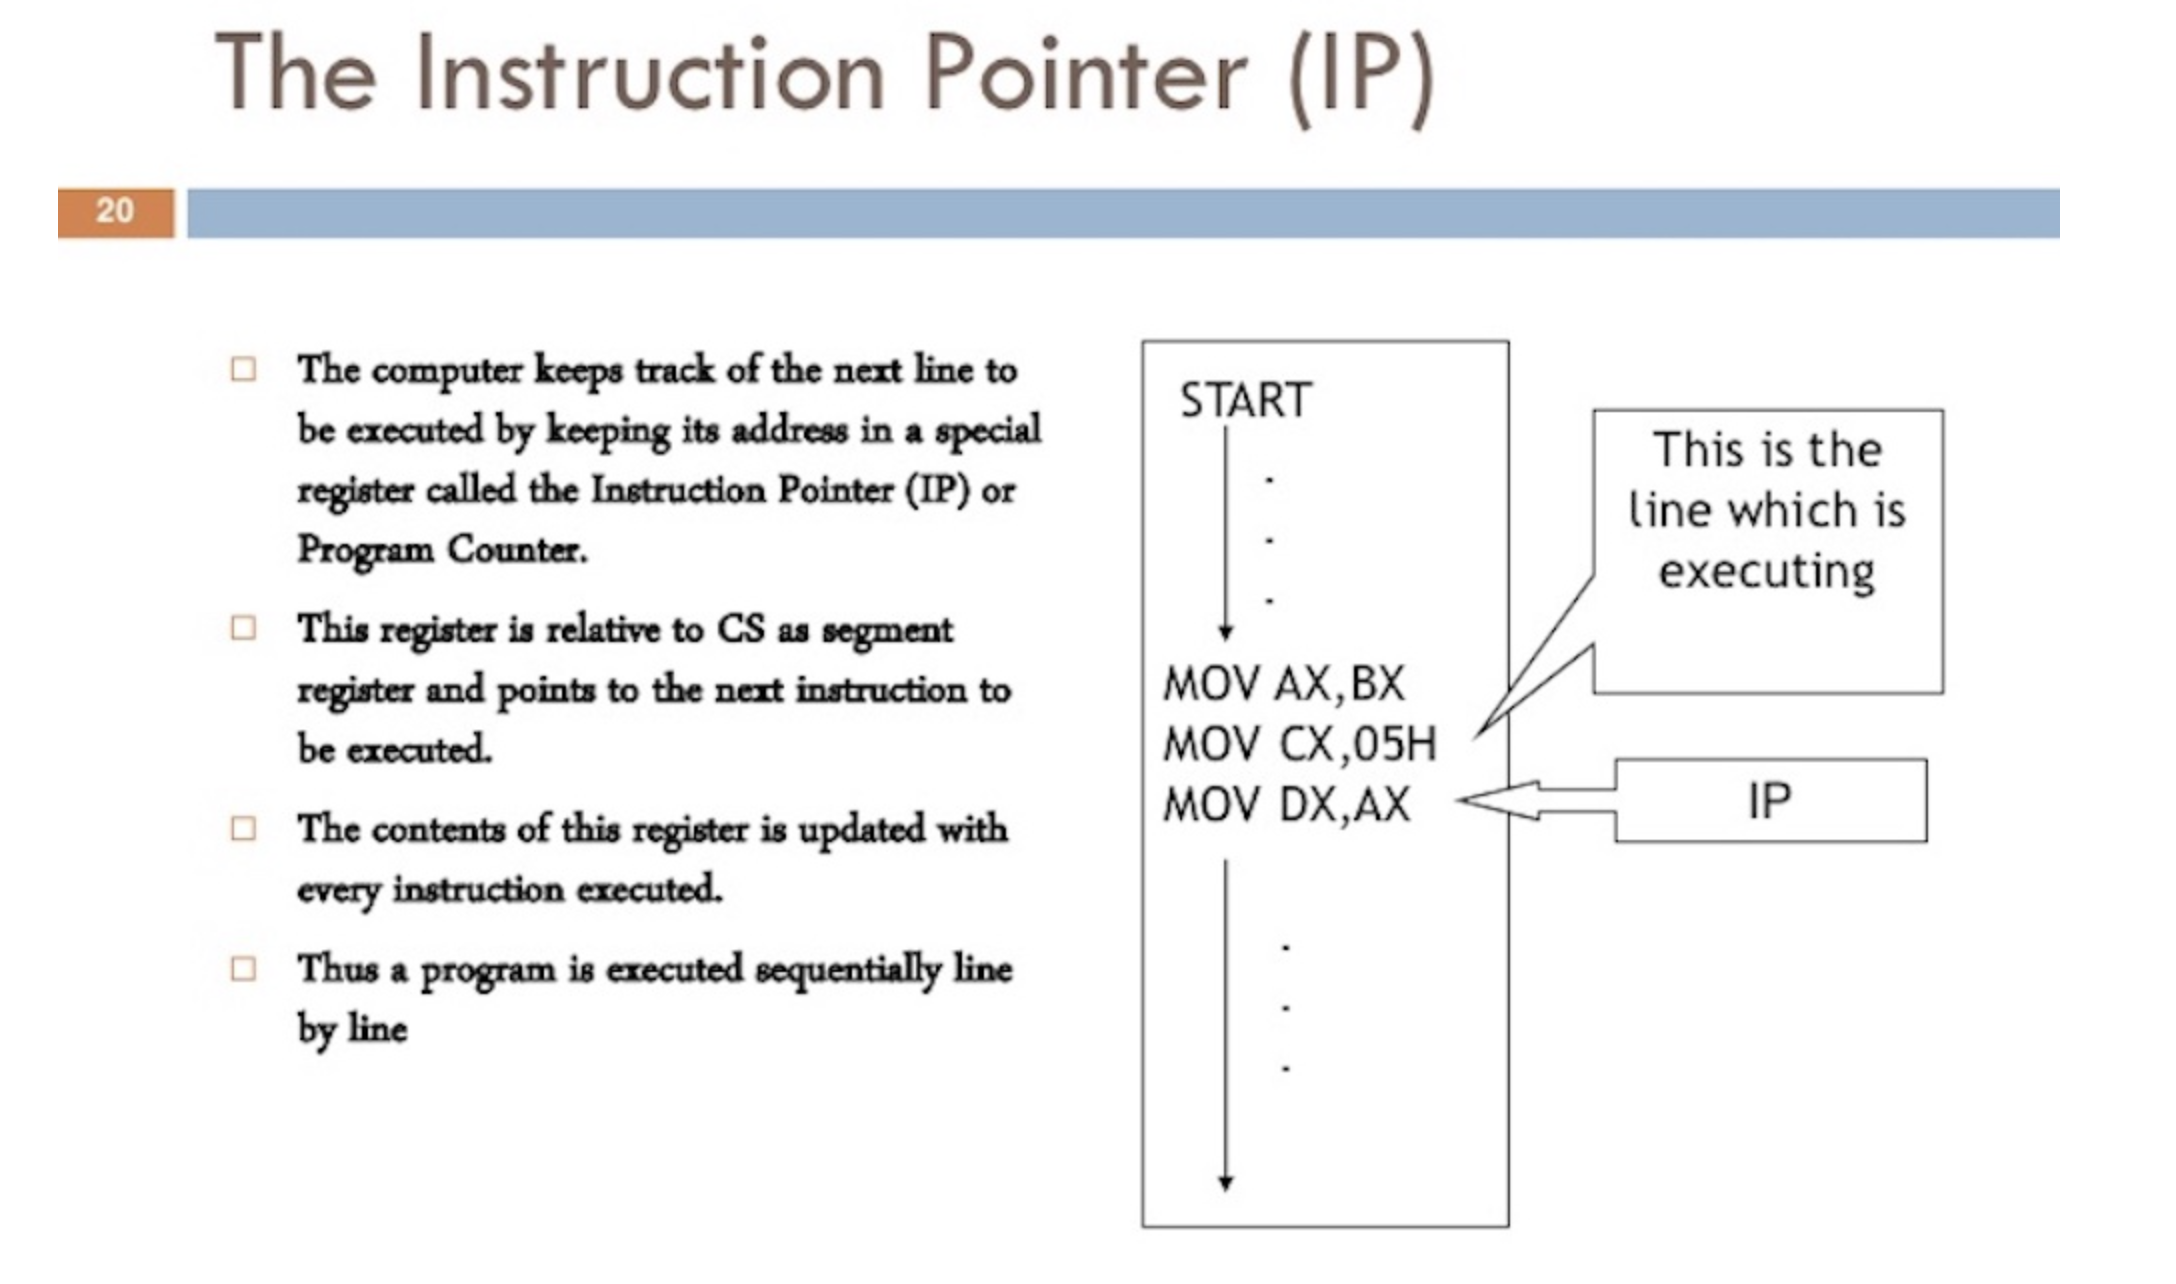 The Instruction Pointer (IP)
20
The computer keeps track of the next line to
be executed by keeping its address in a special
register called the Instruction Pointer (IP) or
Program Counter.
This register is relative to CS as segment
register and points to the next instruction to
be executed.
The contents of this register is updated with
every instruction executed.
Thus a program is executed sequentially line
by line
START
.
.
.
MOV AX,BX
MOV CX,05H
MOV DX,AX
.
.
.
This is the
line which is
executing
IP